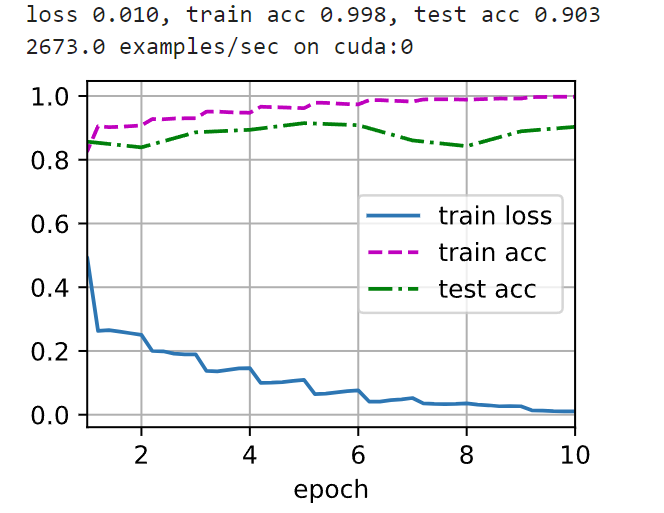 loss 0.010, train acc 0.998, test acc 0.903
2673.0 examples/sec on cuda:0
1.0
0.8
0.6
0.4
0.2
0.0
train loss
train acc
test acc
2 4 6 8 10
epoch